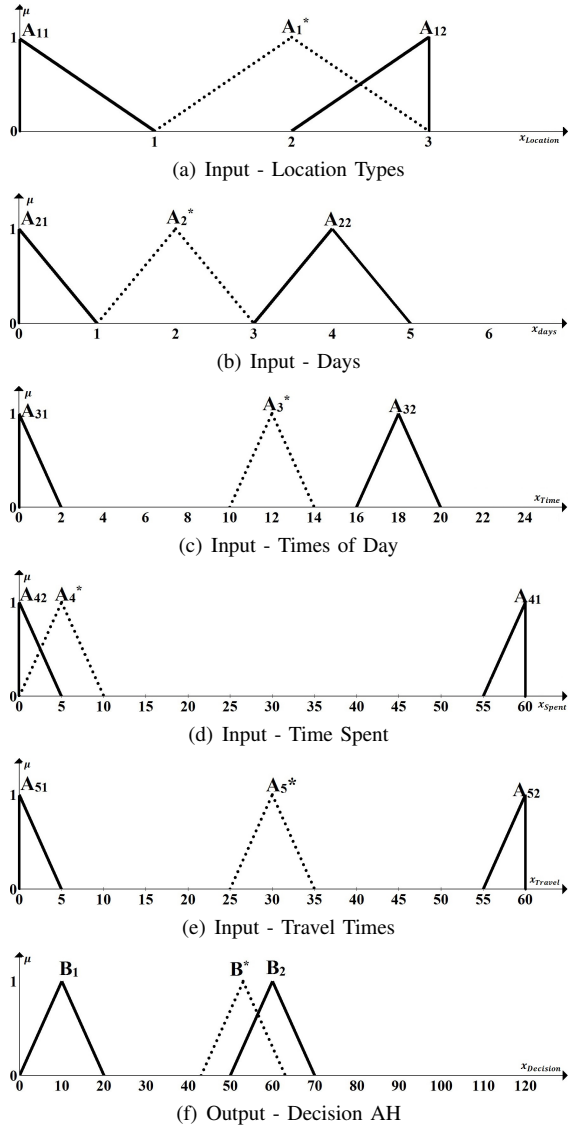 μ
A11 A1* A12
1
0 1 2 3 xLocation
(a) Input - Location Types
μ
A21 A2* A22
1
0 1 2 3 4 5 6 xdays
(b) Input - Days
μ
A31 A3* A32
1
0 2 4 6 8 10 12 14 16 18 20 22 24 xTime
(c) Input - Times of Day
μ
A42 A4* A41
1
0 5 10 15 20 25 30 35 40 45 50 55 60 xSpent
(d) Input - Time Spent
μ
A51 A5* A52
1
0 5 10 15 20 25 30 35 40 45 50 55 60 xTravel
(e) Input - Travel Times
μ
B1 B* B2
1
0 10 20 30 40 50 60 70 80 90 100 110 120 xDecision
(f) Output - Decision AH